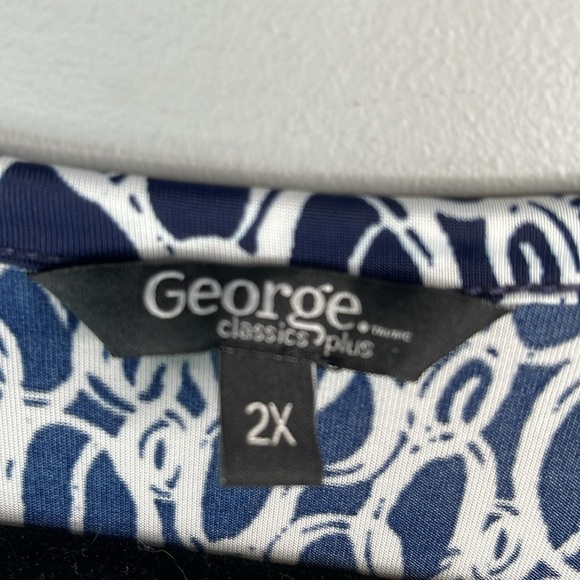 George.
classics plus
2X